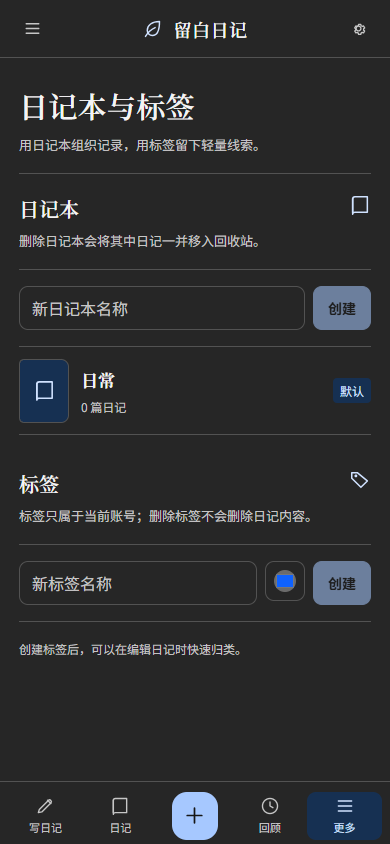 留白日记
日记本与标签
用日记本组织记录，用标签留下轻量线索。
日记本
删除日记本会将其中日记一并移入回收站。
新日记本名称
创建
日常
0 篇日记
默认
标签
标签只属于当前账号；删除标签不会删除日记内容。
新标签名称
创建
创建标签后，可以在编辑日记时快速归类。
写日记
日记
回顾
更多